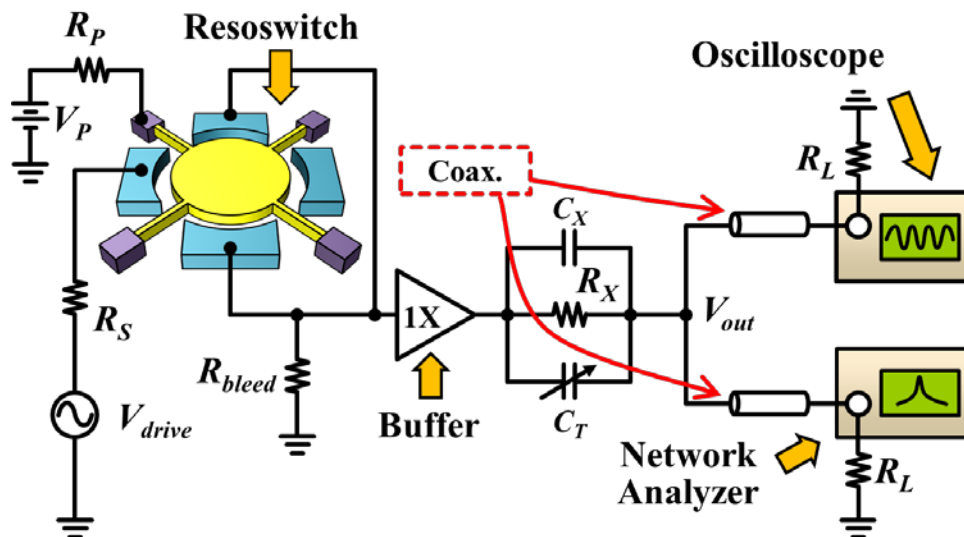 R_P
Resoswitch
Oscilloscope
V_P
R_L
Coax.
C_X
R_X
R_S
1X
V_out
R_bleed
V_drive
Buffer
C_T
Network
Analyzer
R_L